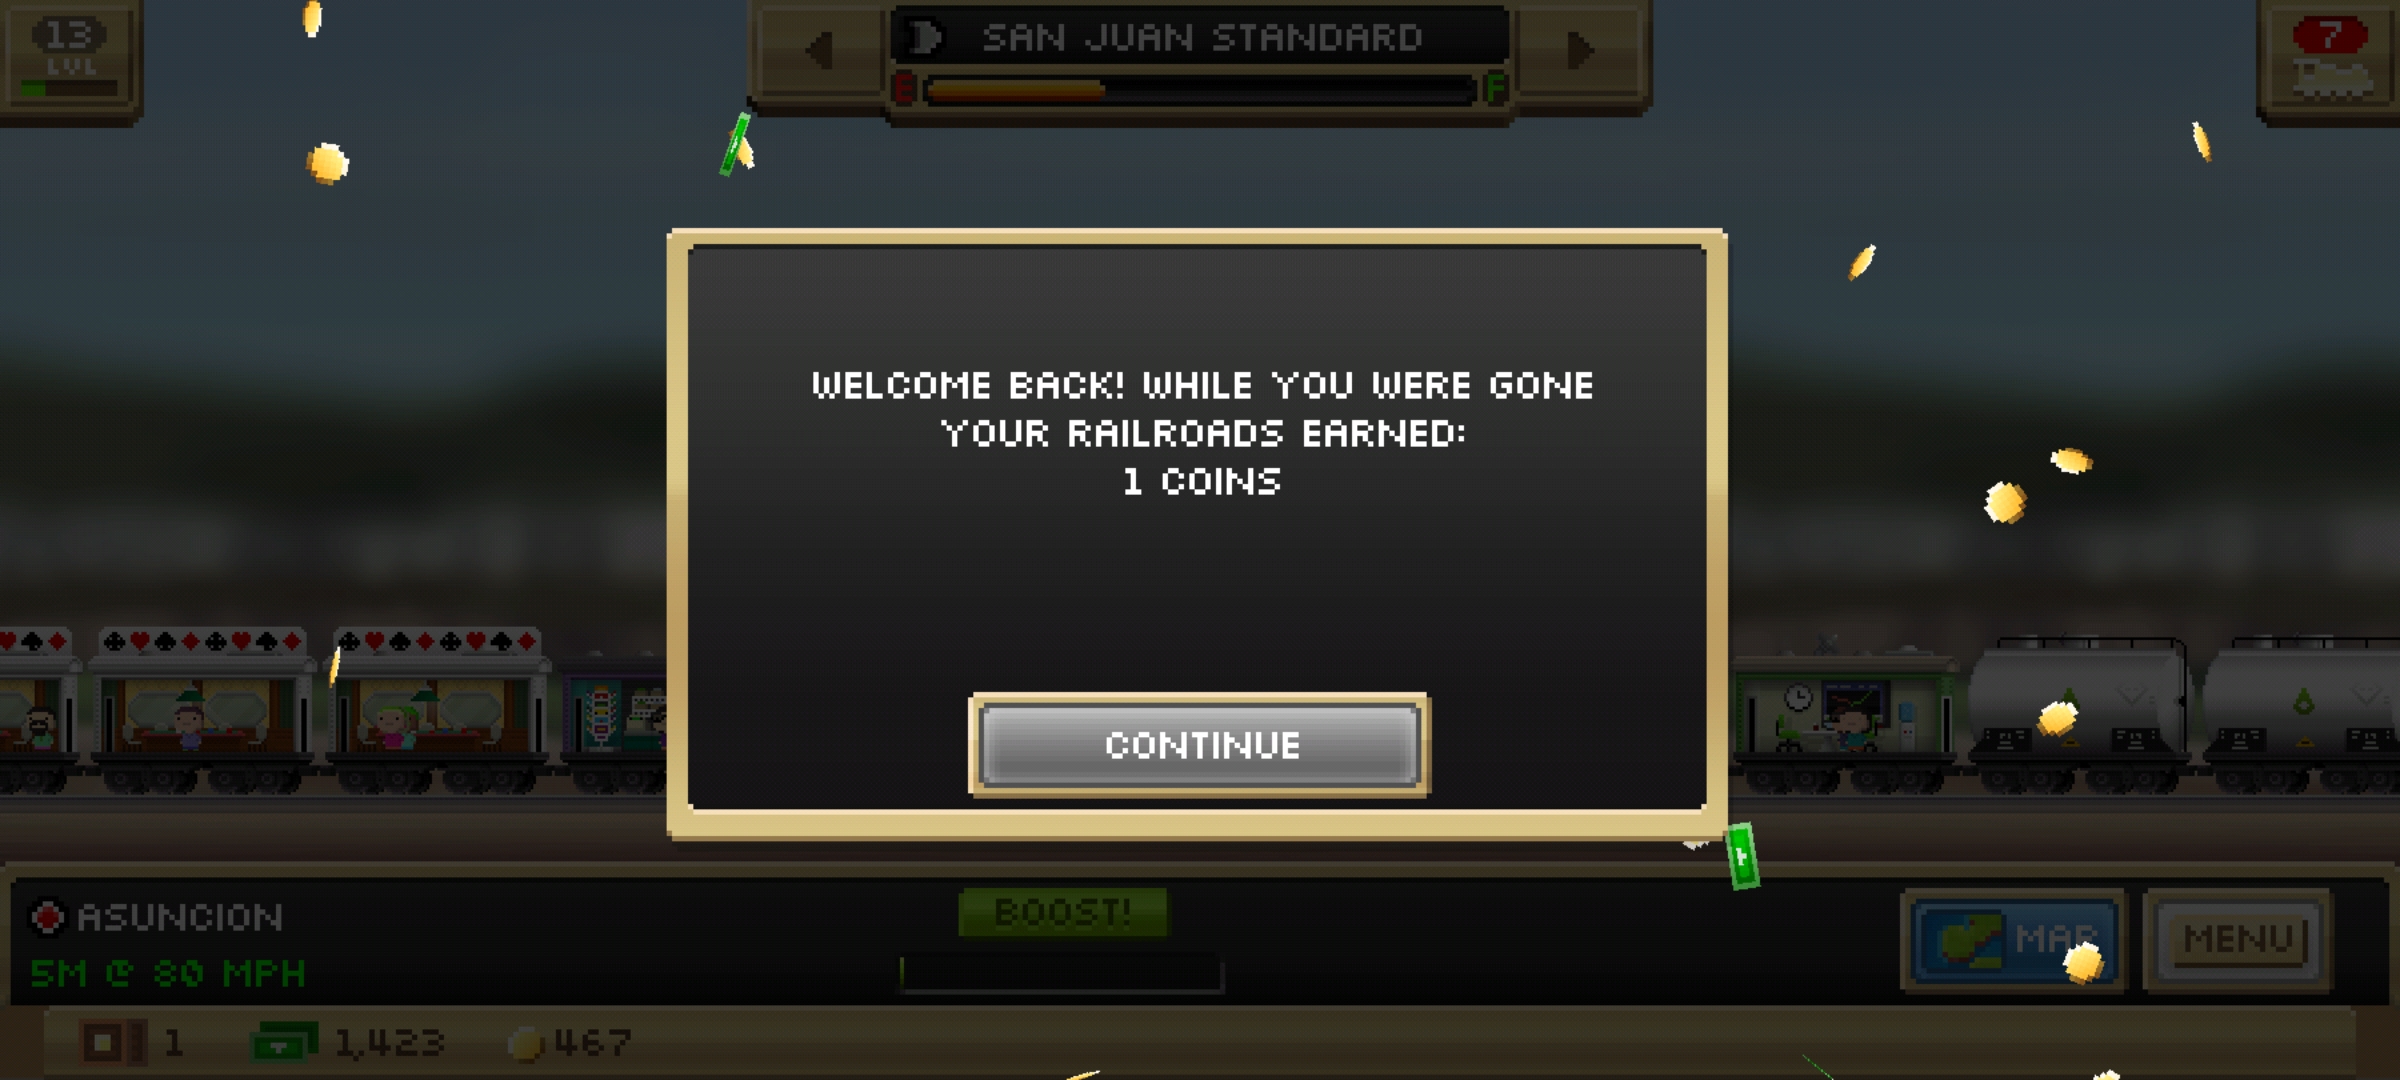 13
LVL
SAN JUAN STANDARD
E F
7
WELCOME BACK! WHILE YOU WERE GONE
YOUR RAILROADS EARNED:
1 COINS
CONTINUE
ASUNCION
5M @ 80 MPH
BOOST!
MAP
MENU
1 1,423 467